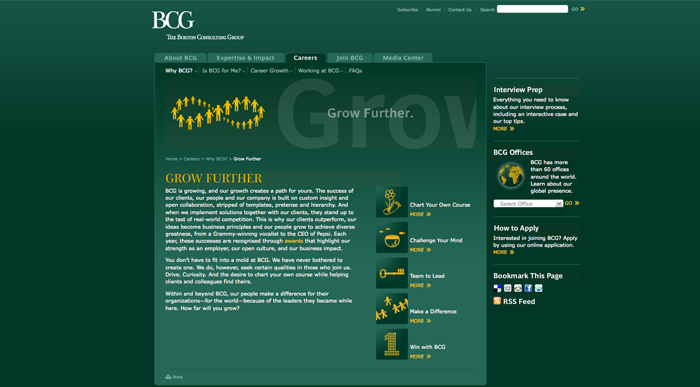 Subscribe | Alumni | Contact Us | Search GO »
BCG
THE BOSTON CONSULTING GROUP
About BCG Expertise & Impact Careers Join BCG Media Center
Why BCG? Is BCG for Me? Career Growth Working at BCG FAQs
Grow
Grow Further.
Home > Careers > Why BCG? > Grow Further
GROW FURTHER
BCG is growing, and our growth creates a path for yours. The success
of our clients, our people and our company is built on custom insight and
open collaboration, stripped of templates, pretense and hierarchy. And
when we implement solutions together with our clients, they stand up to
the test of real-world competition. This is why our clients outperform, our
ideas become business principles and our people grow to achieve diverse
greatness, from a Grammy-winning vocalist to the CEO of Pepsi. Each
year, these successes are recognised through awards that highlight our
strength as an employer, our open culture, and our business impact.
You don't have to fit into a mold at BCG. We have never bothered to
create one. We do, however, seek certain qualities in those who join us.
Drive. Curiosity. And the desire to chart your own course while helping
clients and colleagues find theirs.
Within and beyond BCG, our people make a difference for their
organizations—for the world—because of the leaders they became while
here. How far will you grow?
Print
Chart Your Own Course
MORE »
Challenge Your Mind
MORE »
Team to Lead
MORE »
Make a Difference
MORE »
1
Win with BCG
MORE »
Interview Prep
Everything you need to know
about our interview process,
including an interactive case and
our top tips.
MORE »
BCG Offices
BCG has more
than 60 offices
around the world.
Learn about our
global presence.
Select Office GO »
How to Apply
Interested in joining BCG? Apply
by using our online application.
MORE »
Bookmark This Page
RSS Feed